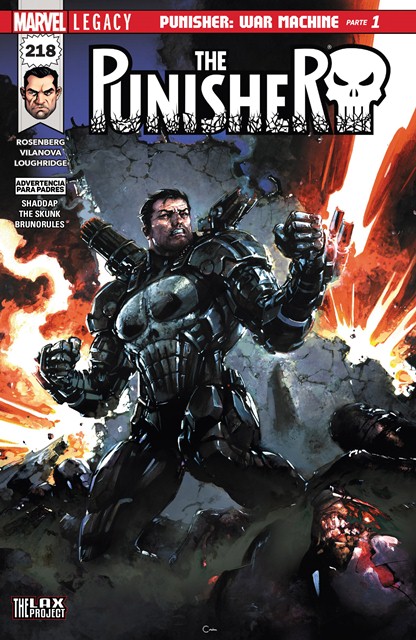 MARVEL LEGACY
PUNISHER: WAR MACHINE PARTE 1
218
THE
PUNISHER
ROSENBERG
VILANOVA
LOUGHRIDGE
ADVERTENCIA
PARA PADRES
SHADDAP
THE SKUNK
BRUNORULES
THE LAX
PROJECT